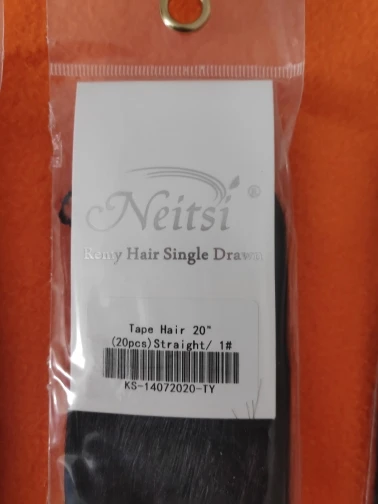 Neitsi ®
Remy Hair Single Drawn
Tape Hair 20"
(20pcs)Straight/ 1#
KS-14072020-TY